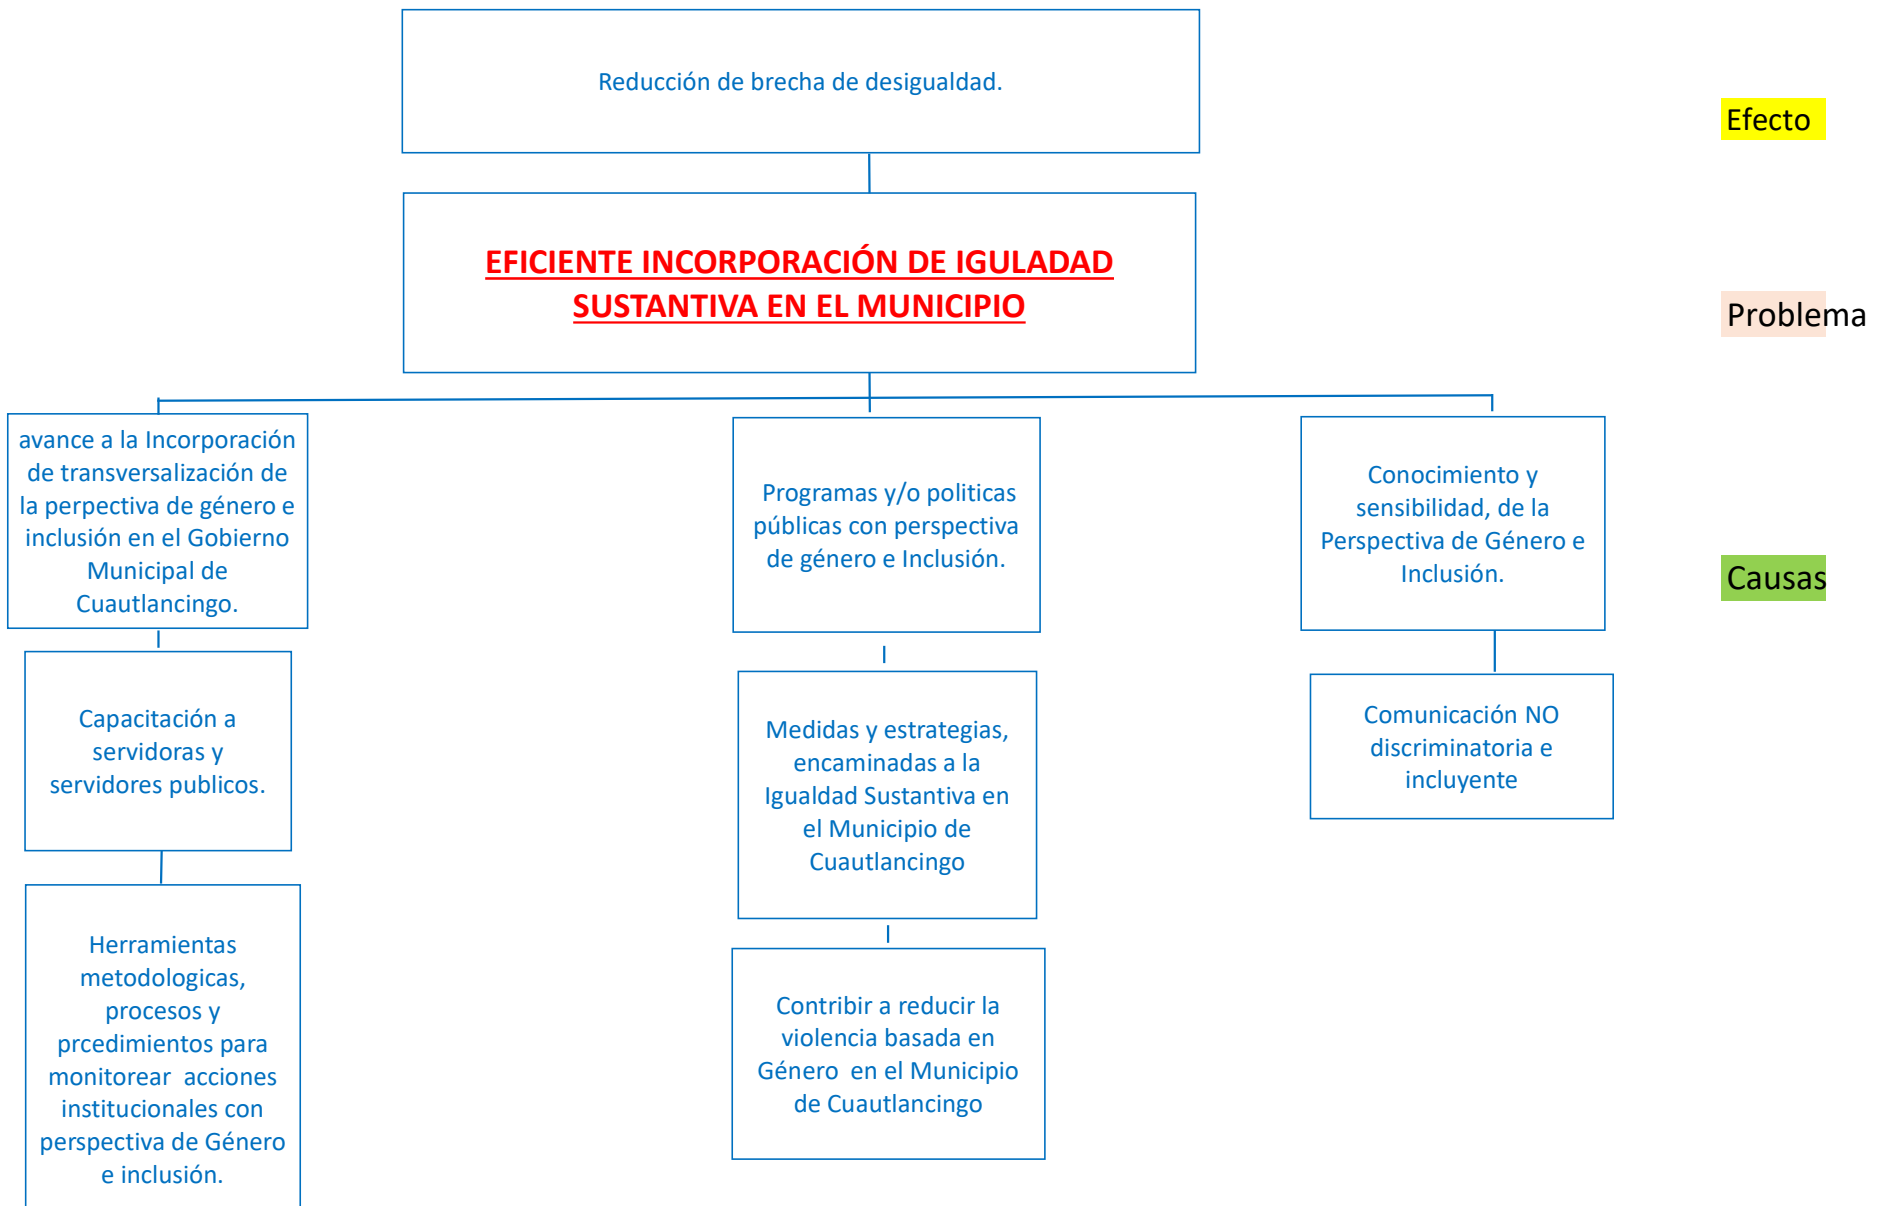 Reducción de brecha de desigualdad.
Efecto
EFICIENTE INCORPORACIÓN DE IGULADAD
SUSTANTIVA EN EL MUNICIPIO
Problema
avance a la Incorporación
de transversalización de
la perpectiva de género e
inclusión en el Gobierno
Municipal de
Cuautlancingo.
Programas y/o politicas
públicas con perspectiva
de género e Inclusión.
Conocimiento y
sensibilidad, de la
Perspectiva de Género e
Inclusión.
Causas
Capacitación a
servidoras y
servidores publicos.
Medidas y estrategias,
encaminadas a la
Igualdad Sustantiva en
el Municipio de
Cuautlancingo
Comunicación NO
discriminatoria e
incluyente
Herramientas
metodologicas,
procesos y
prcedimientos para
monitorear  acciones
institucionales con
perspectiva de Género
e inclusión.
Contribir a reducir la
violencia basada en
Género  en el Municipio
de Cuautlancingo